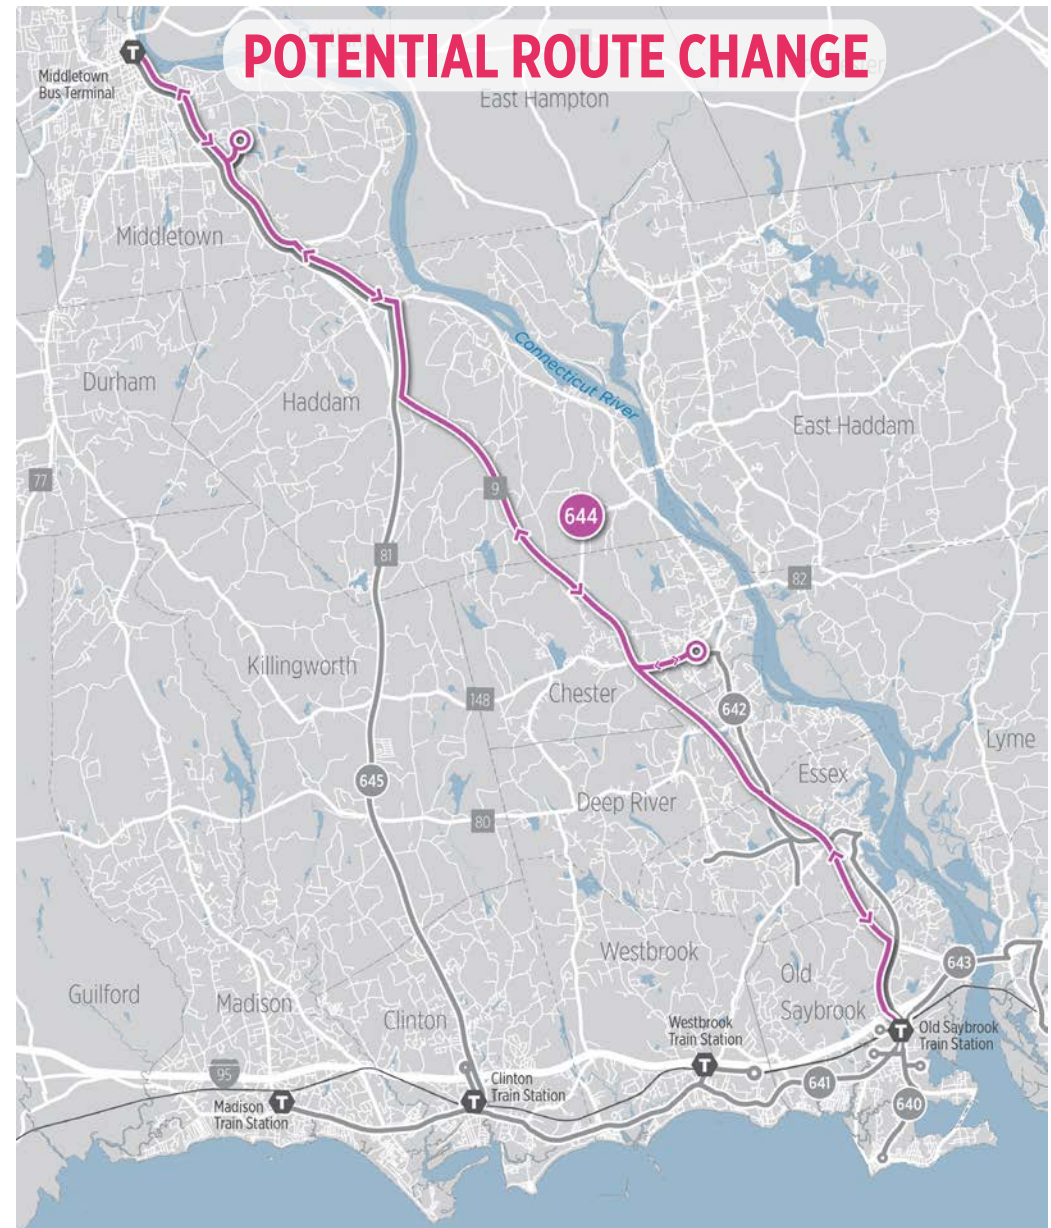 POTENTIAL ROUTE CHANGE
Middletown
Bus Terminal
East Hampton
Middletown
Connecticut River
Durham
Haddam
East Haddam
77
9
644
81
82
Killingworth
148
Chester
642
Lyme
645
Essex
Deep River
80
Westbrook
643
Old
Saybrook
Guilford
Madison
Clinton
Westbrook
Train Station
Old Saybrook
Train Station
95
Clinton
Train Station
641
Madison
Train Station
640
T
T
T
T
T